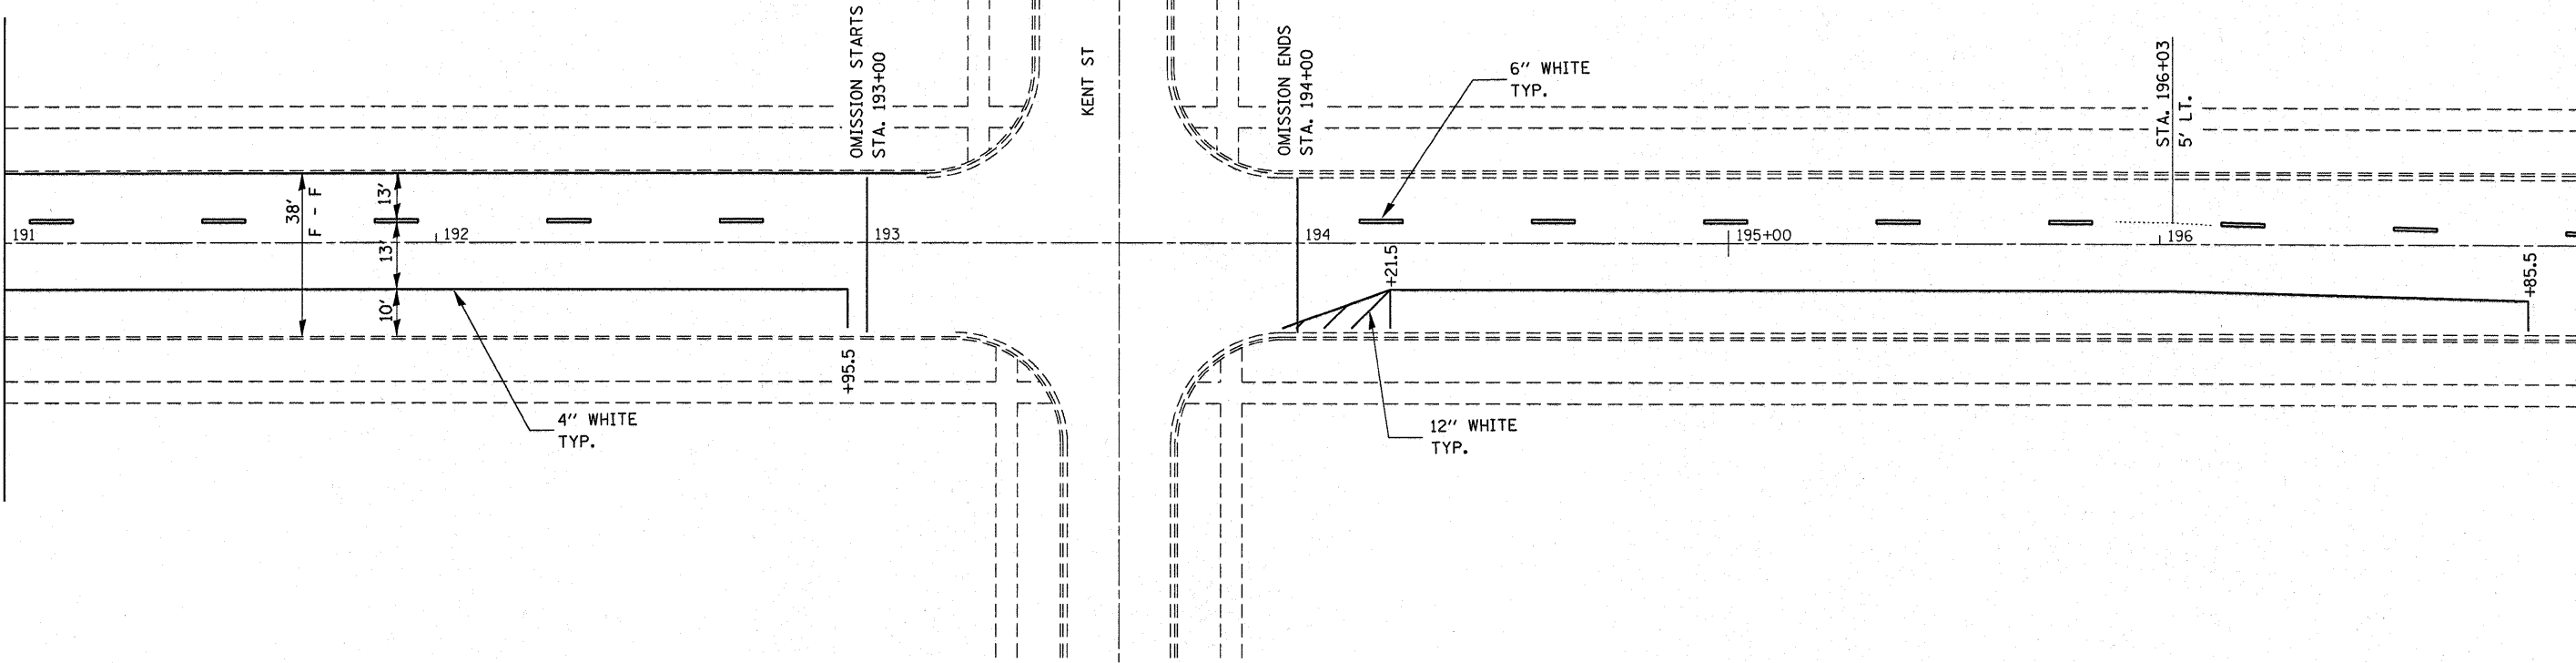 OMISSION STARTS
STA. 193+00
KENT ST
OMISSION ENDS
STA. 194+00
6" WHITE
TYP.
STA. 196+03
5' LT.
38'
F - F
13'
13'
10'
191
192
193
194
195+00
196
+95.5
+21.5
+85.5
4" WHITE
TYP.
12" WHITE
TYP.